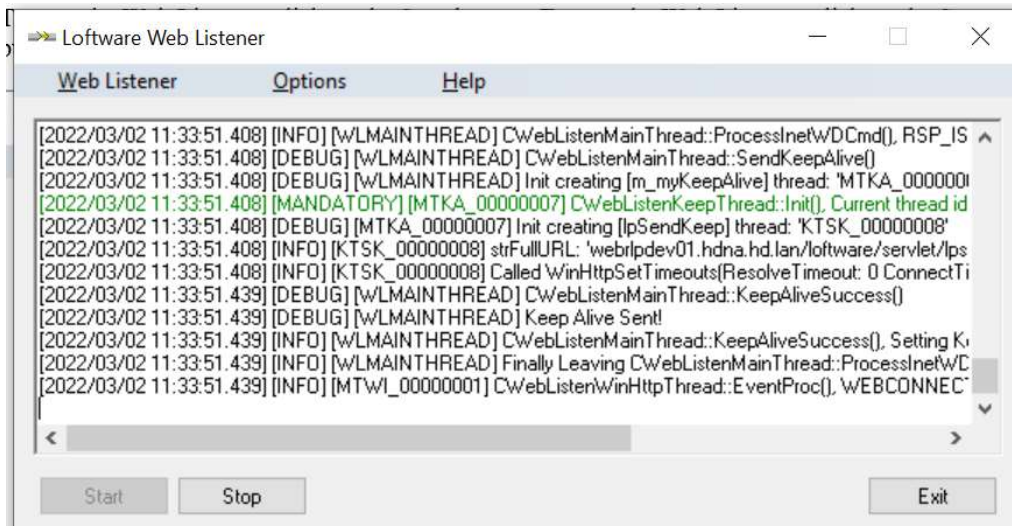 Loftware Web Listener
Web Listener Options Help
[2022/03/02 11:33:51.408] [INFO] [WLMAINTHREAD] CWebListenMainThread::ProcessInetWDCmd(), RSP_IS
[2022/03/02 11:33:51.408] [DEBUG] [WLMAINTHREAD] CWebListenMainThread::SendKeepAlive()
[2022/03/02 11:33:51.408] [DEBUG] [WLMAINTHREAD] Init creating [m_myKeepAlive] thread: 'MTKA_0000000
[2022/03/02 11:33:51.408] [MANDATORY] [MTKA_00000007] CWebListenKeepThread::Init(), Current thread id
[2022/03/02 11:33:51.408] [DEBUG] [MTKA_00000007] Init creating [lpSendKeep] thread: 'KTSK_00000008'
[2022/03/02 11:33:51.408] [INFO] [KTSK_00000008] strFullURL: 'webrlpdev01.hdna.hd.lan/loftware/servlet/lps
[2022/03/02 11:33:51.408] [INFO] [KTSK_00000008] Called WinHttpSetTimeouts(ResolveTimeout: 0 ConnectTi
[2022/03/02 11:33:51.439] [DEBUG] [WLMAINTHREAD] CWebListenMainThread::KeepAliveSuccess()
[2022/03/02 11:33:51.439] [DEBUG] [WLMAINTHREAD] Keep Alive Sent!
[2022/03/02 11:33:51.439] [INFO] [WLMAINTHREAD] CWebListenMainThread::KeepAliveSuccess(), Setting K
[2022/03/02 11:33:51.439] [INFO] [WLMAINTHREAD] Finally Leaving CWebListenMainThread::ProcessInetWD
[2022/03/02 11:33:51.439] [INFO] [MTWI_00000001] CWebListenWinHttpThread::EventProc(), WEBCONNECT
Start Stop Exit